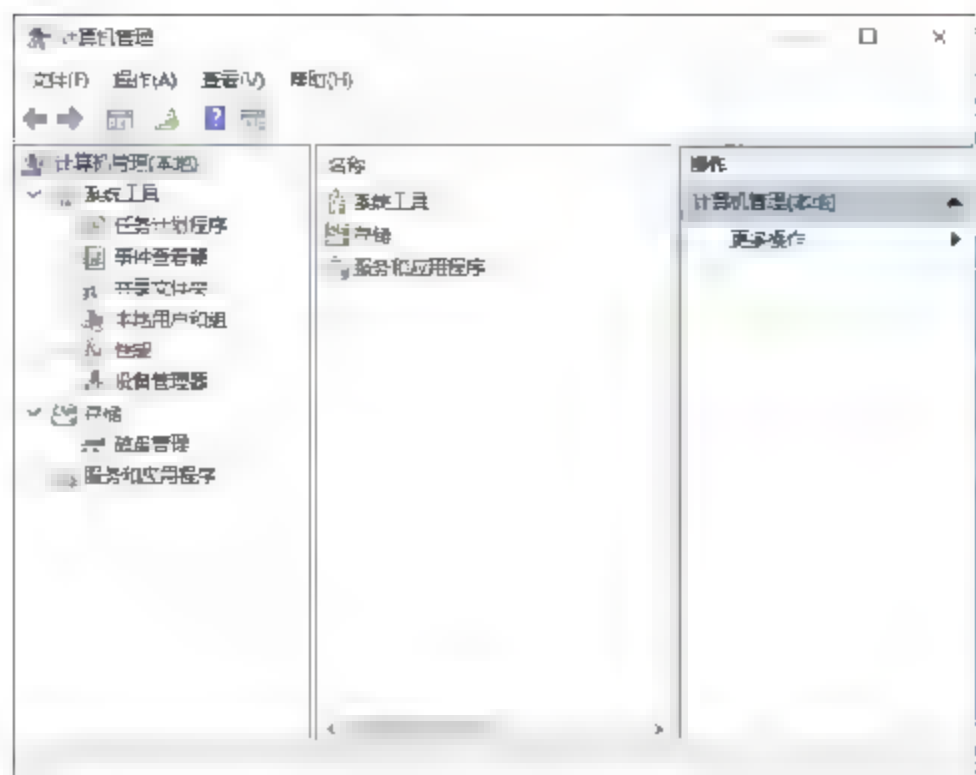 计算机管理
文件(F) 操作(A) 查看(V) 帮助(H)
计算机管理(本地)
系统工具
任务计划程序
事件查看器
共享文件夹
本地用户和组
性能
设备管理器
存储
磁盘管理
服务和应用程序
名称
系统工具
存储
服务和应用程序
操作
计算机管理(本地)
更多操作